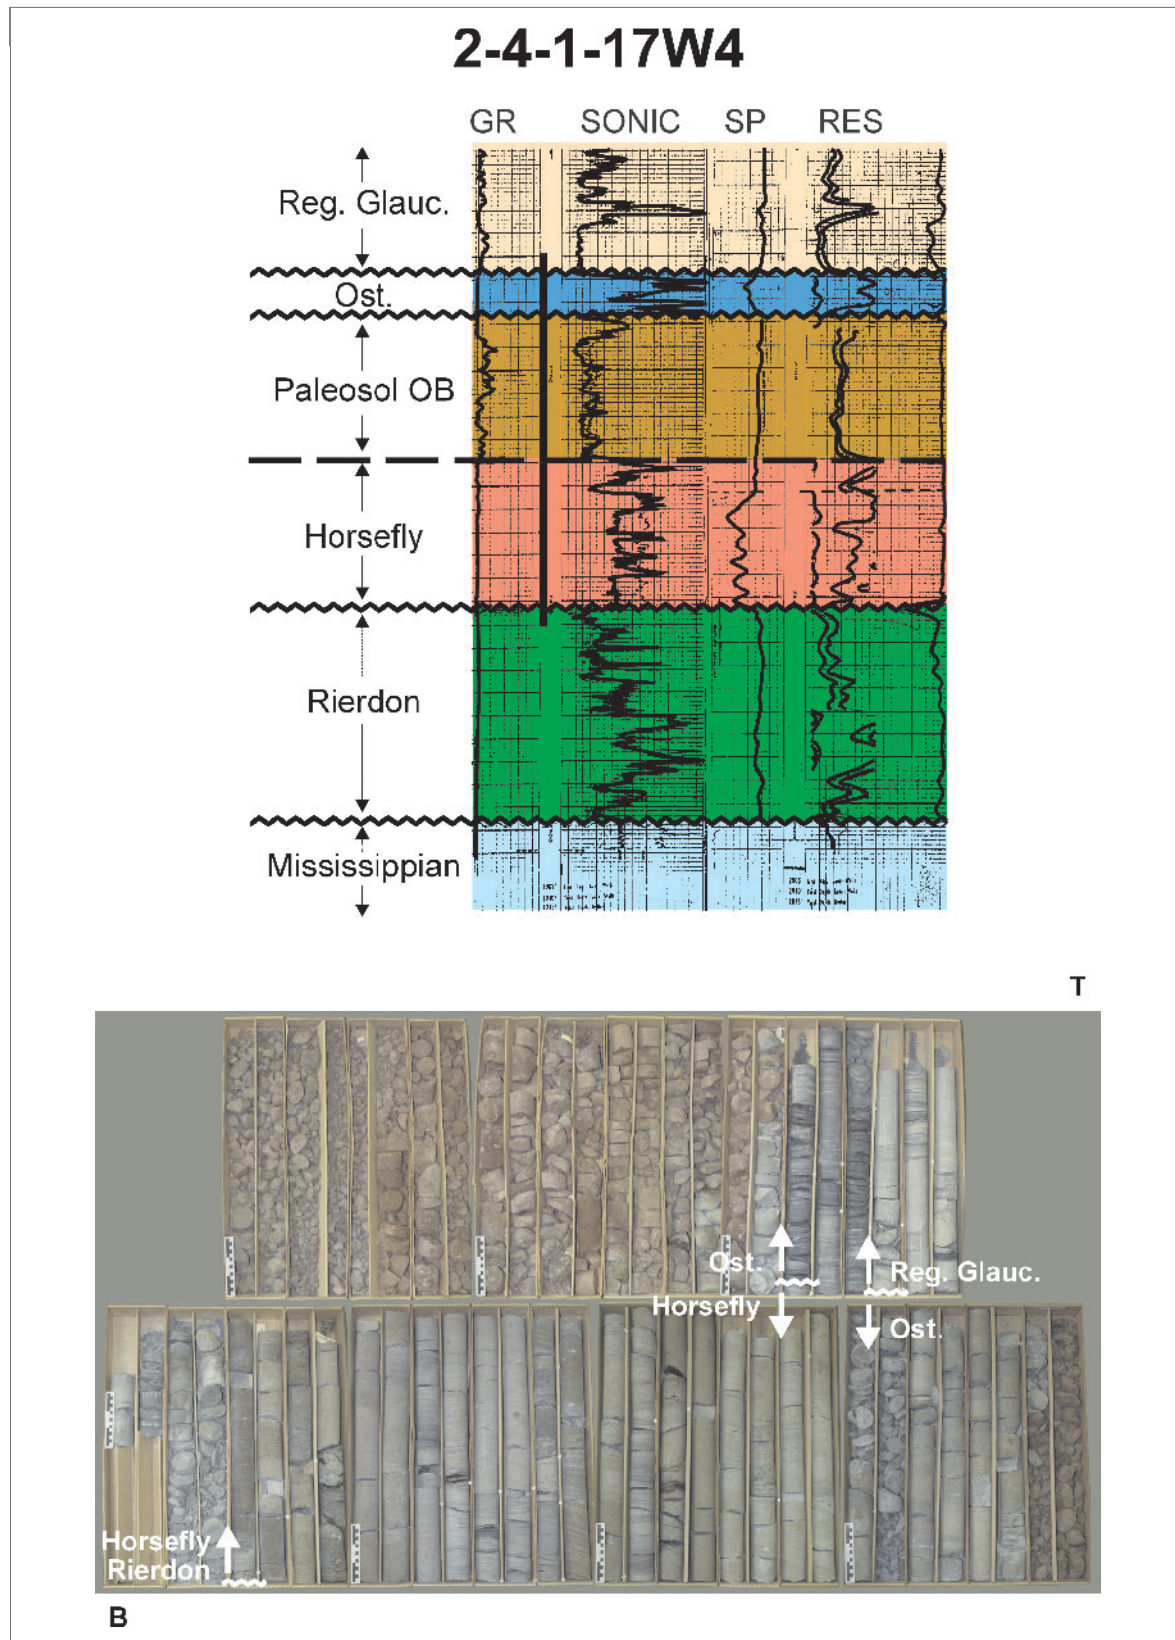 2-4-1-17W4
GR SONIC SP RES
Reg. Glauc.
Ost.
Paleosol OB
Horsefly
Rierdon
Mississippian
T
Ost.
Horsefly
Reg. Glauc.
Ost.
Horsefly
Rierdon
B